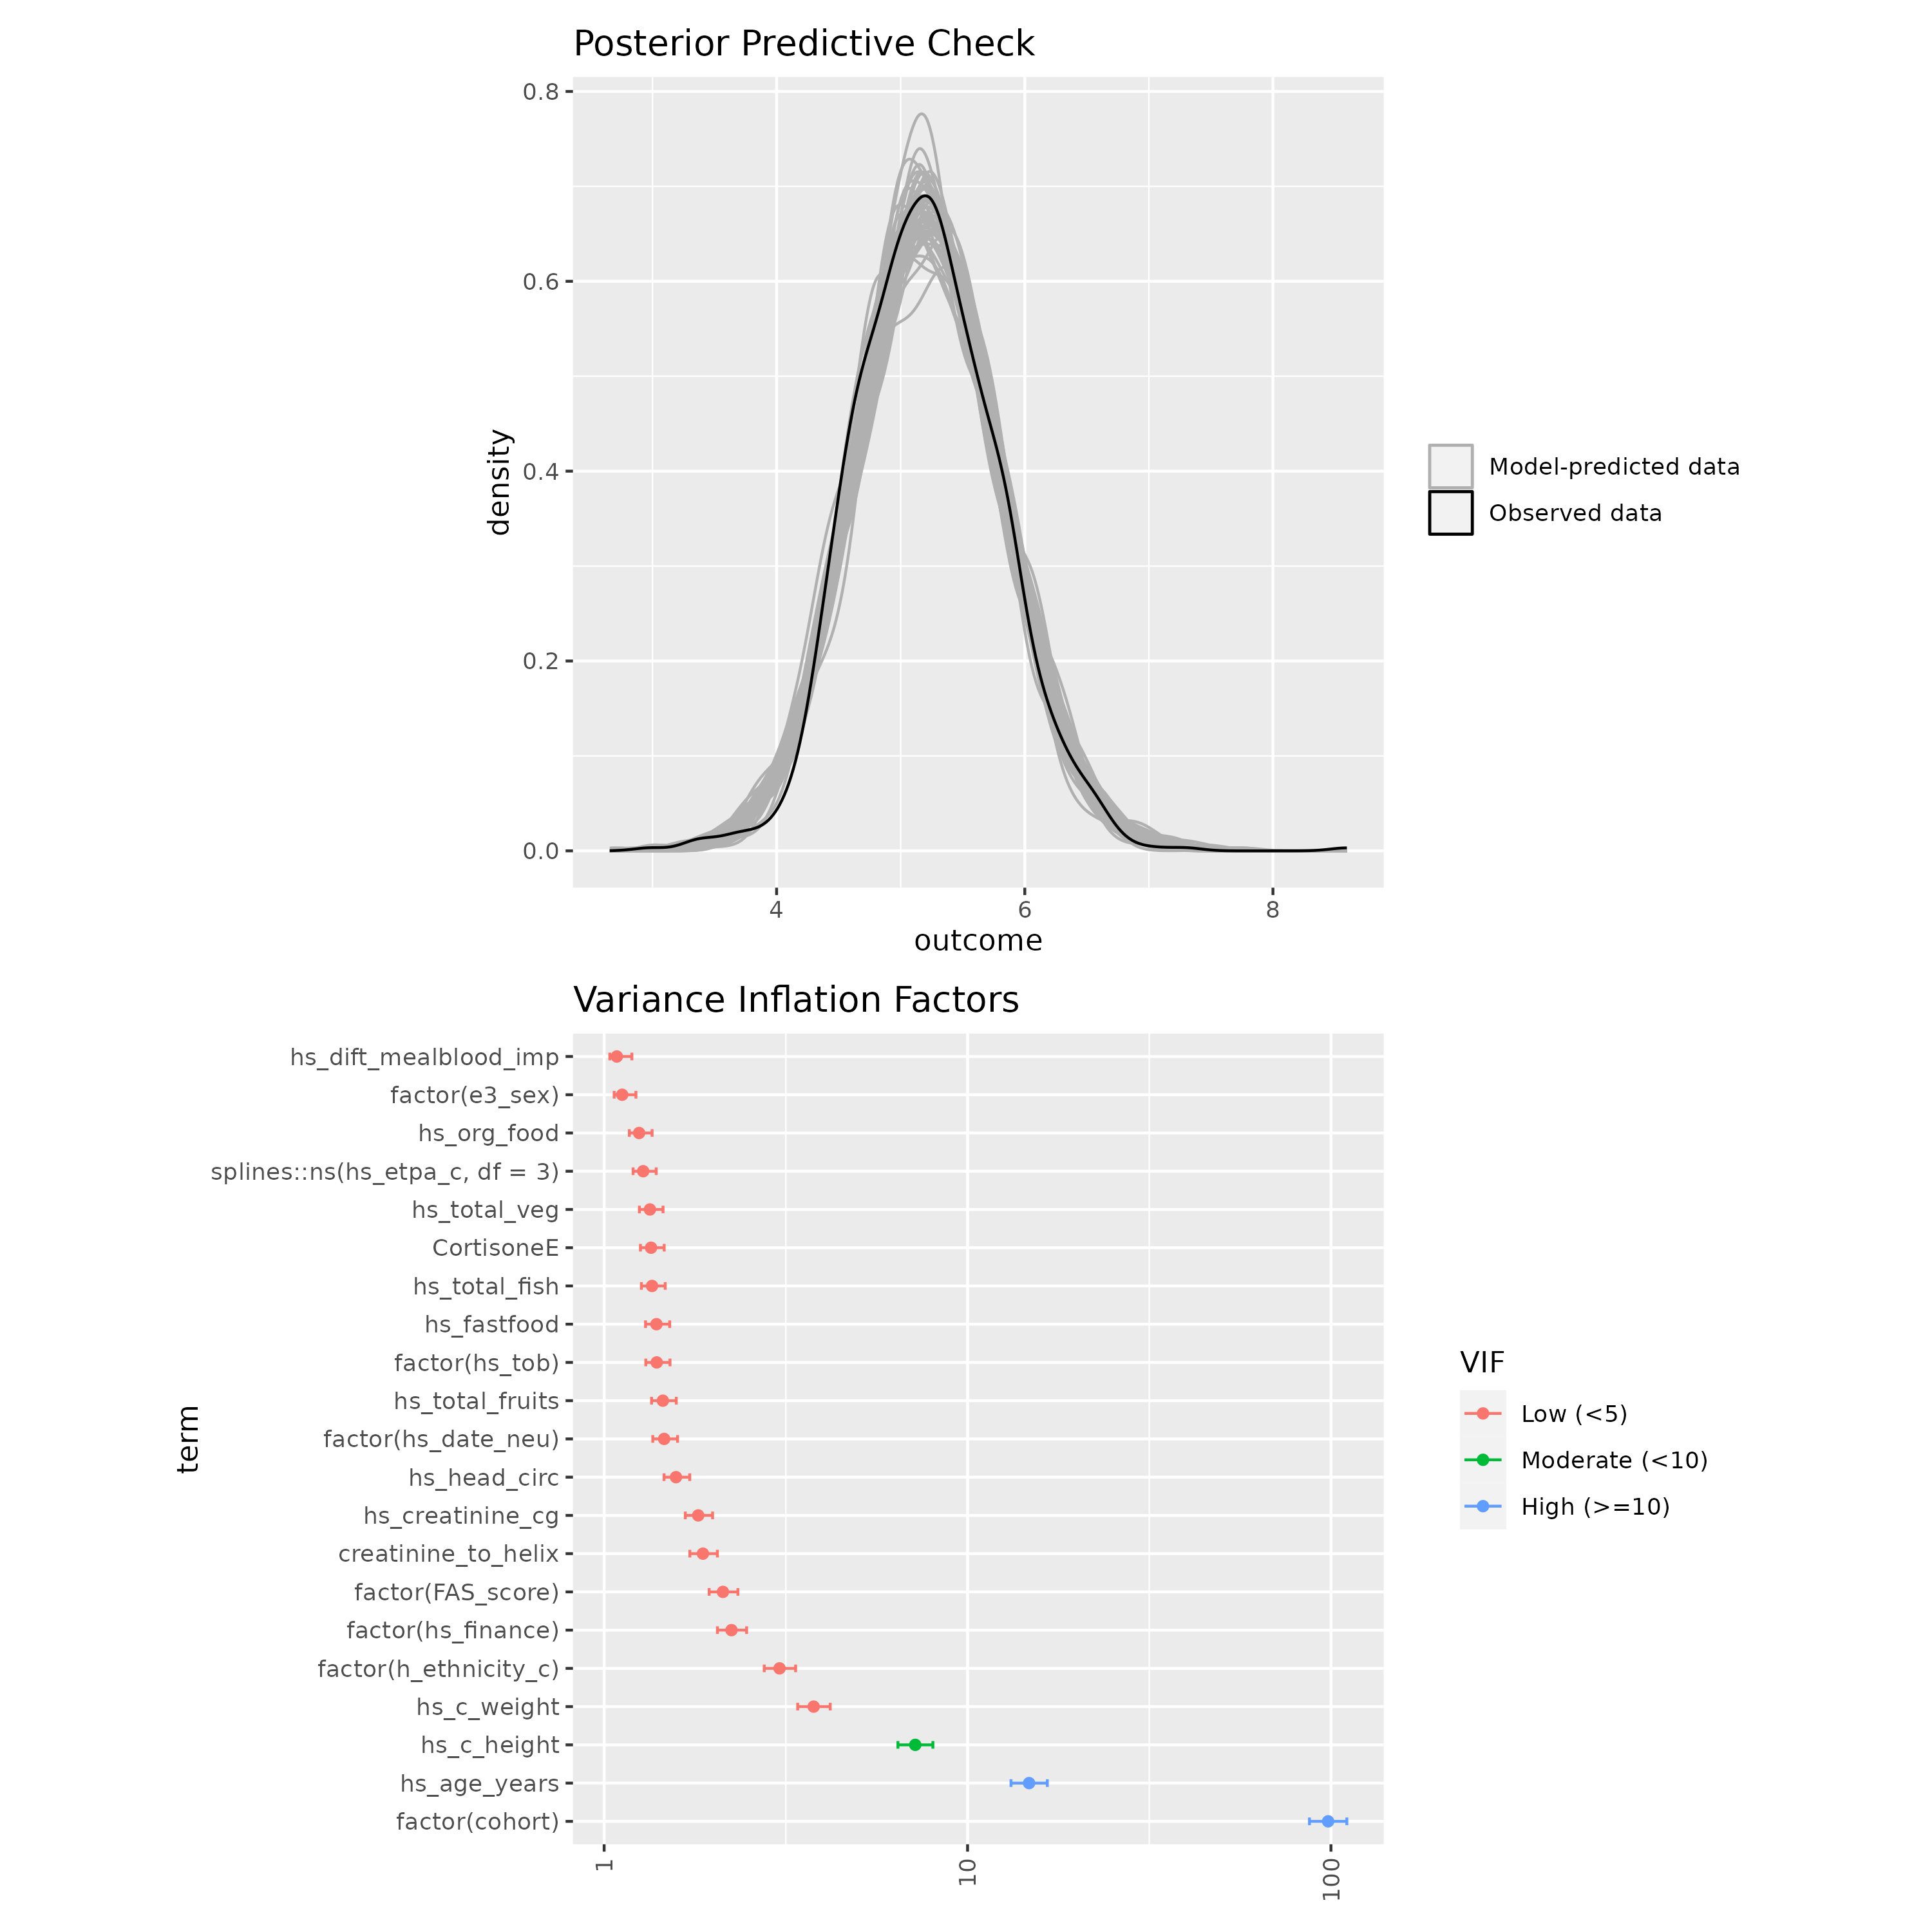 Posterior Predictive Check
0.8
0.6
0.4
0.2
0.0
density
4 6 8
outcome
Model-predicted data
Observed data
Variance Inflation Factors
term
hs_dift_mealblood_imp
factor(e3_sex)
hs_org_food
splines::ns(hs_etpa_c, df = 3)
hs_total_veg
CortisoneE
hs_total_fish
hs_fastfood
factor(hs_tob)
hs_total_fruits
factor(hs_date_neu)
hs_head_circ
hs_creatinine_cg
creatinine_to_helix
factor(FAS_score)
factor(hs_finance)
factor(h_ethnicity_c)
hs_c_weight
hs_c_height
hs_age_years
factor(cohort)
1 10 100
VIF
Low (<5)
Moderate (<10)
High (>=10)